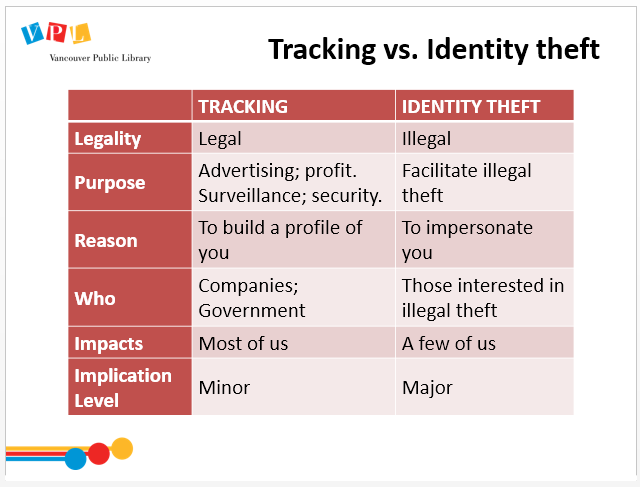 VPL
Vancouver Public Library
Tracking vs. Identity theft
TRACKING IDENTITY THEFT
Legality Legal Illegal
Purpose Advertising; profit. Surveillance; security. Facilitate illegal theft
Reason To build a profile of you To impersonate you
Who Companies; Government Those interested in illegal theft
Impacts Most of us A few of us
Implication Level Minor Major